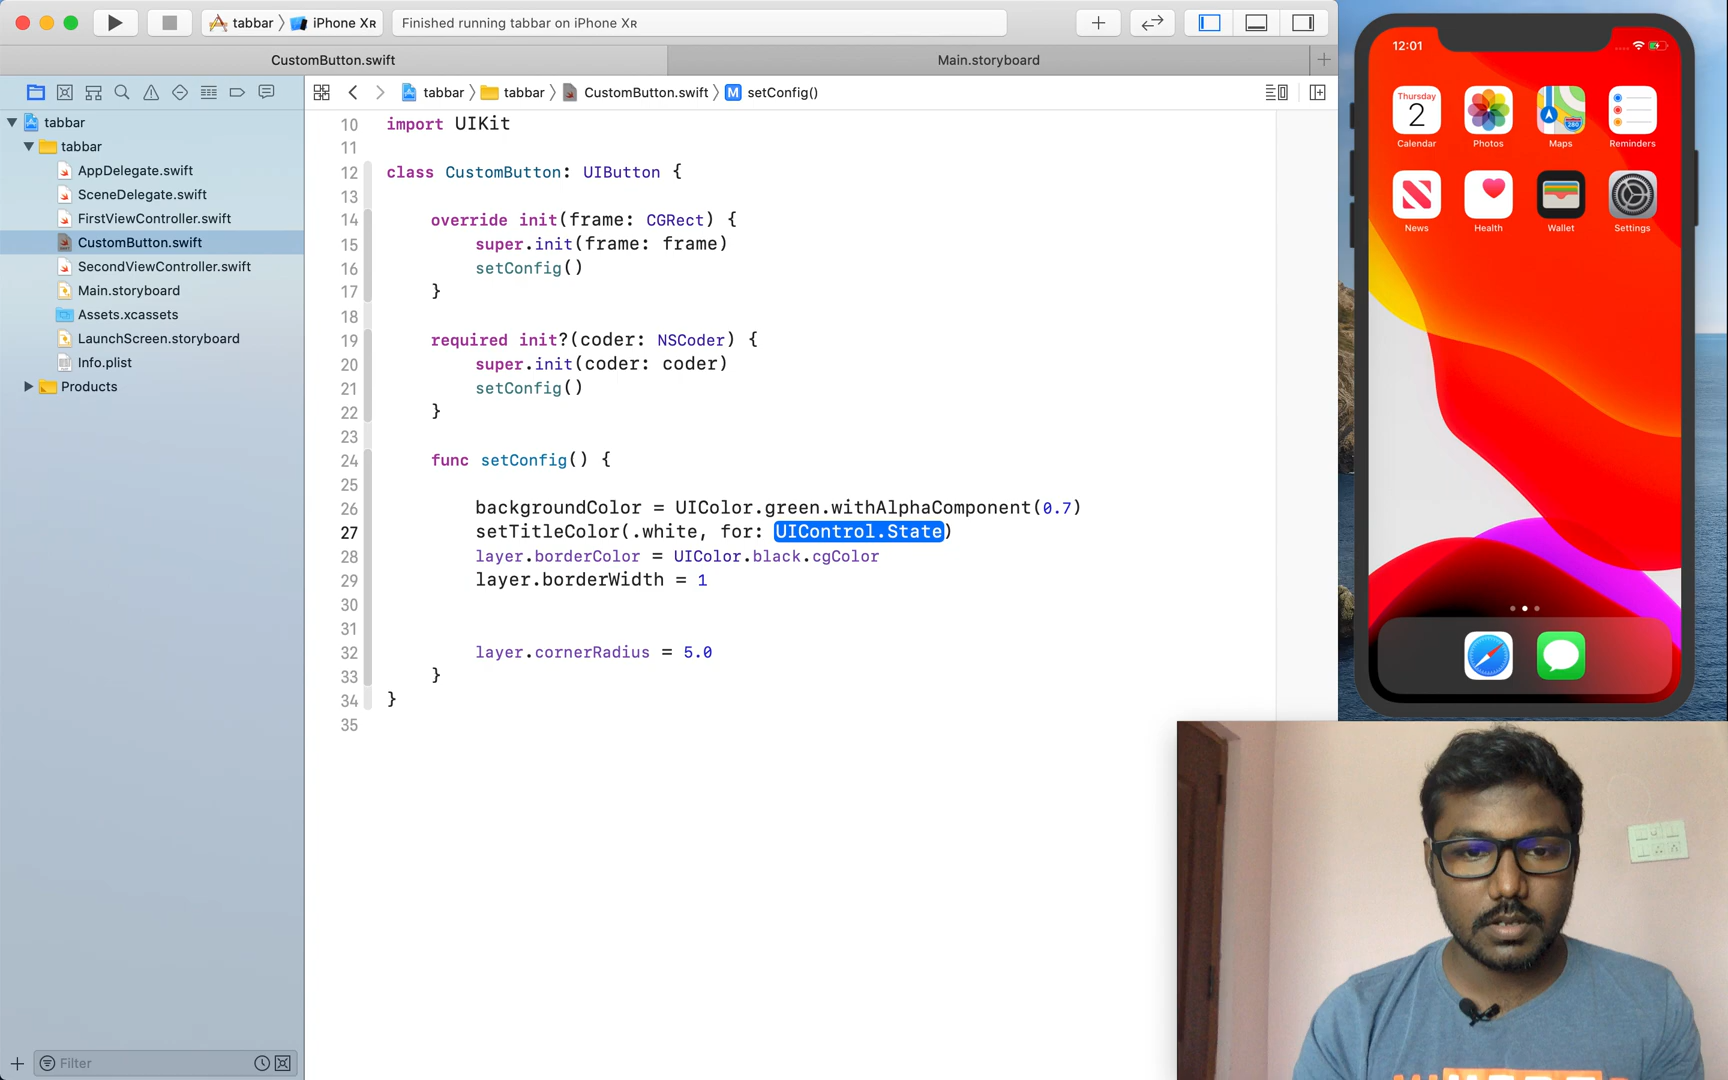 tabbar
iPhone XR
Finished running tabbar on iPhone XR
CustomButton.swift
Main.storyboard
tabbar
tabbar
CustomButton.swift
M
setConfig()
tabbar
tabbar
AppDelegate.swift
SceneDelegate.swift
FirstViewController.swift
CustomButton.swift
SecondViewController.swift
Main.storyboard
Assets.xcassets
LaunchScreen.storyboard
Info.plist
Products
Filter
10 import UIKit
11
12 class CustomButton: UIButton {
13
14 override init(frame: CGRect) {
15 super.init(frame: frame)
16 setConfig()
17 }
18
19 required init?(coder: NSCoder) {
20 super.init(coder: coder)
21 setConfig()
22 }
23
24 func setConfig() {
25
26 backgroundColor = UIColor.green.withAlphaComponent(0.7)
27 setTitleColor(.white, for: UIControl.State)
28 layer.borderColor = UIColor.black.cgColor
29 layer.borderWidth = 1
30
31
32 layer.cornerRadius = 5.0
33 }
34 }
35
12:01
Thursday
2
280
Calendar
Photos
Maps
Reminders
News
Health
Wallet
Settings